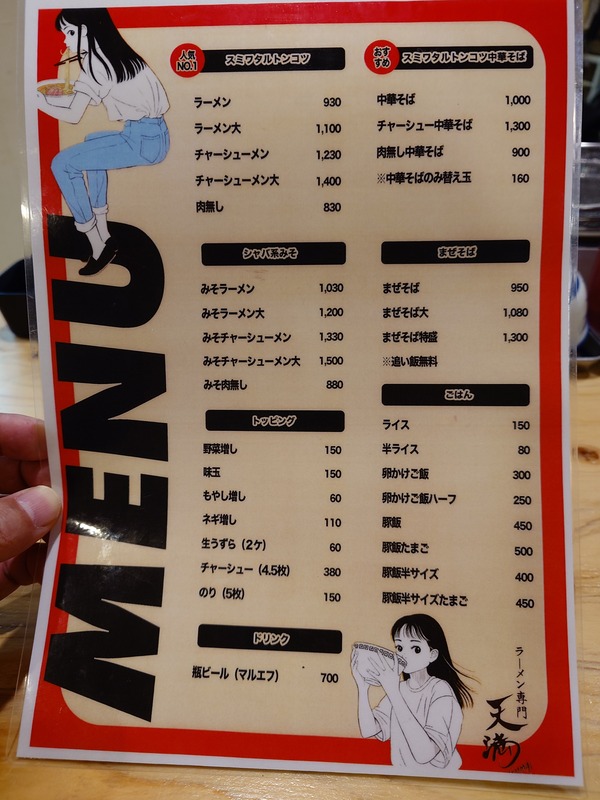 MENU
人気
NO.1
スミワタルトンコツ
ラーメン 930
ラーメン大 1,100
チャーシューメン 1,230
チャーシューメン大 1,400
肉無し 830
おす
すめ
スミワタルトンコツ中華そば
中華そば 1,000
チャーシュー中華そば 1,300
肉無し中華そば 900
※中華そばのみ替え玉 160
シャバ系みそ
みそラーメン 1,030
みそラーメン大 1,200
みそチャーシューメン 1,330
みそチャーシューメン大 1,500
みそ肉無し 880
まぜそば
まぜそば 950
まぜそば大 1,080
まぜそば特盛 1,300
※追い飯無料
トッピング
野菜増し 150
味玉 150
もやし増し 60
ネギ増し 110
生うずら（2ケ） 60
チャーシュー（4.5枚） 380
のり（5枚） 150
ごはん
ライス 150
半ライス 80
卵かけご飯 300
卵かけご飯ハーフ 250
豚飯 450
豚飯たまご 500
豚飯半サイズ 400
豚飯半サイズたまご 450
ドリンク
瓶ビール（マルエフ） 700
ラーメン専門
天満